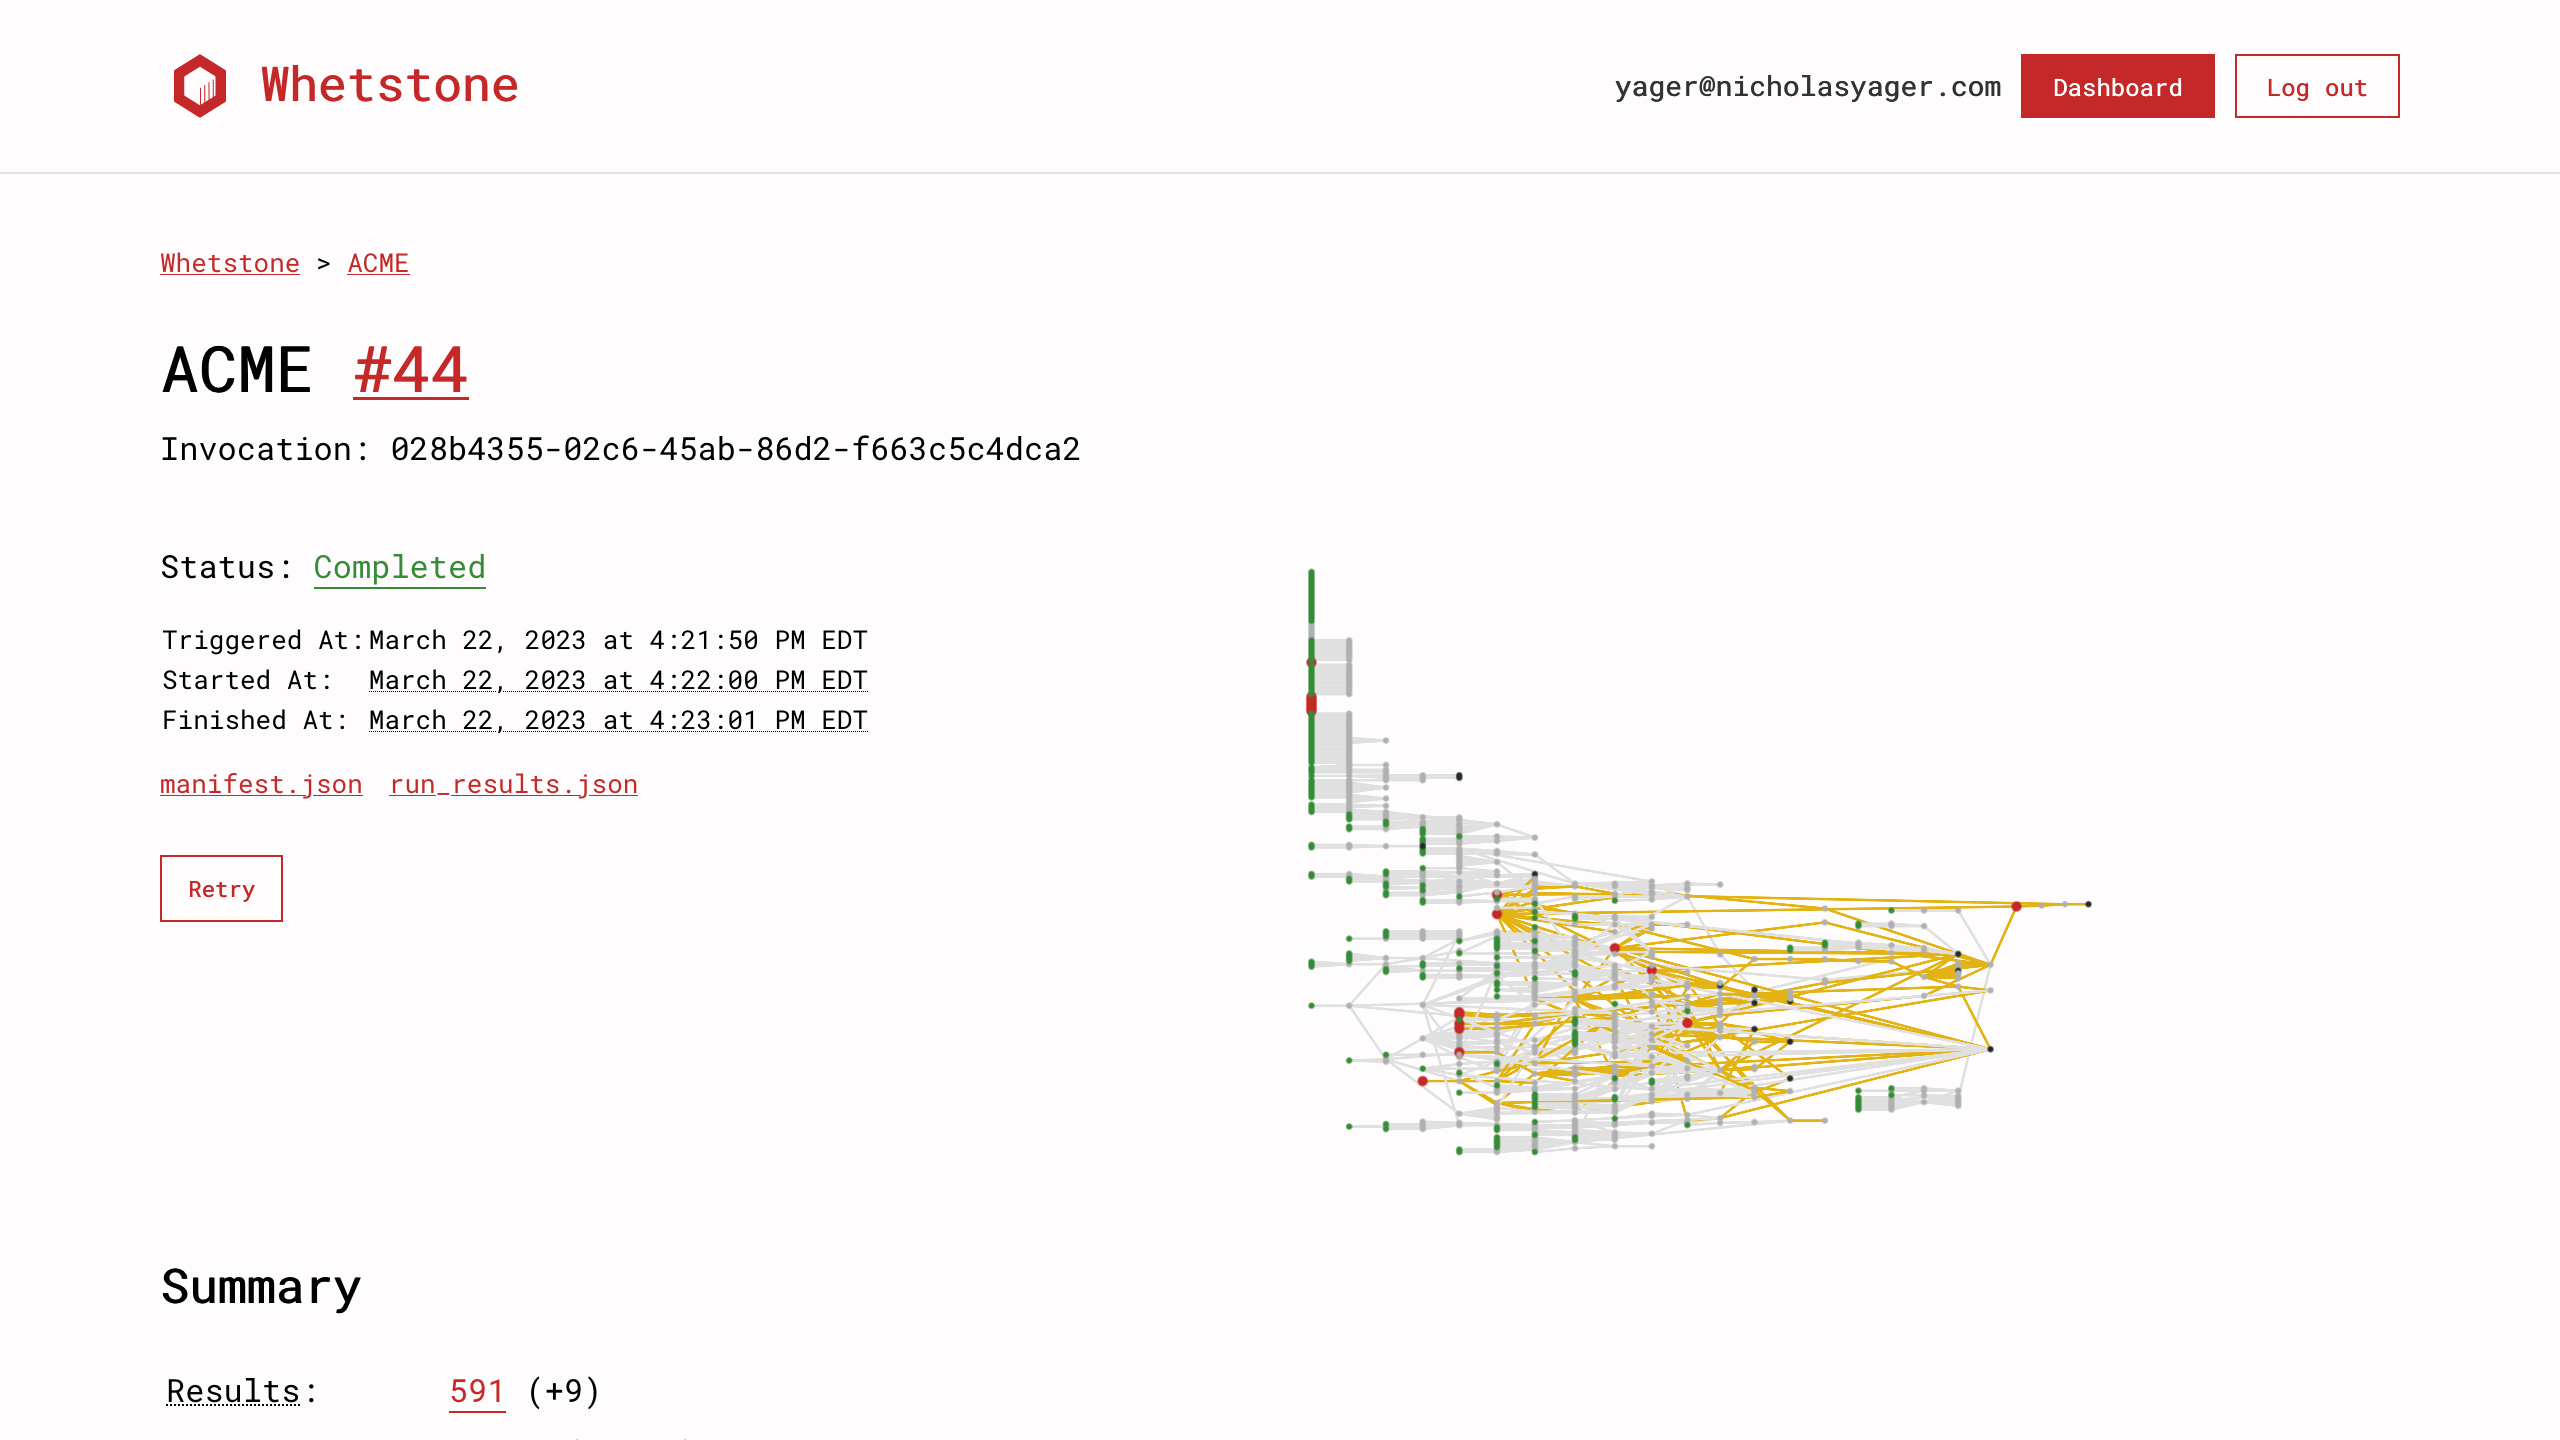 Whetstone
yager@nicholasyager.com
Dashboard
Log out
Whetstone > ACME
ACME #44
Invocation: 028b4355-02c6-45ab-86d2-f663c5c4dca2
Status: Completed
Triggered At: March 22, 2023 at 4:21:50 PM EDT
Started At: March 22, 2023 at 4:22:00 PM EDT
Finished At: March 22, 2023 at 4:23:01 PM EDT
manifest.json run_results.json
Retry
Summary
Results: 591 (+9)